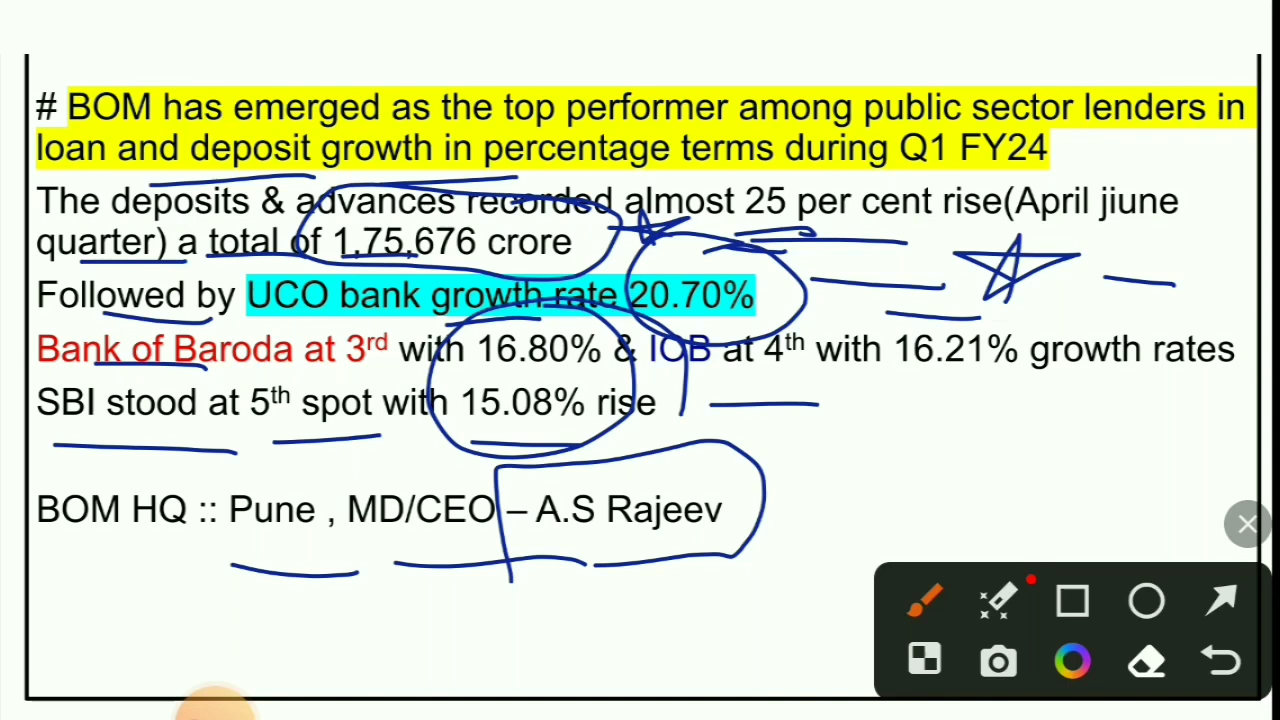 # BOM has emerged as the top performer among public sector lenders in
loan and deposit growth in percentage terms during Q1 FY24
The deposits & advances recorded almost 25 per cent rise(April jiune
quarter) a total of 1,75,676 crore
Followed by UCO bank growth rate 20.70%
Bank of Baroda at 3rd with 16.80% & IOB at 4th with 16.21% growth rates
SBI stood at 5th spot with 15.08% rise
BOM HQ :: Pune , MD/CEO – A.S Rajeev